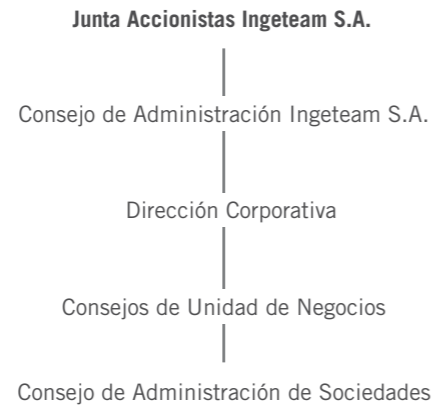 Junta Accionistas Ingeteam S.A.
Consejo de Administración Ingeteam S.A.
Dirección Corporativa
Consejos de Unidad de Negocios
Consejo de Administración de Sociedades